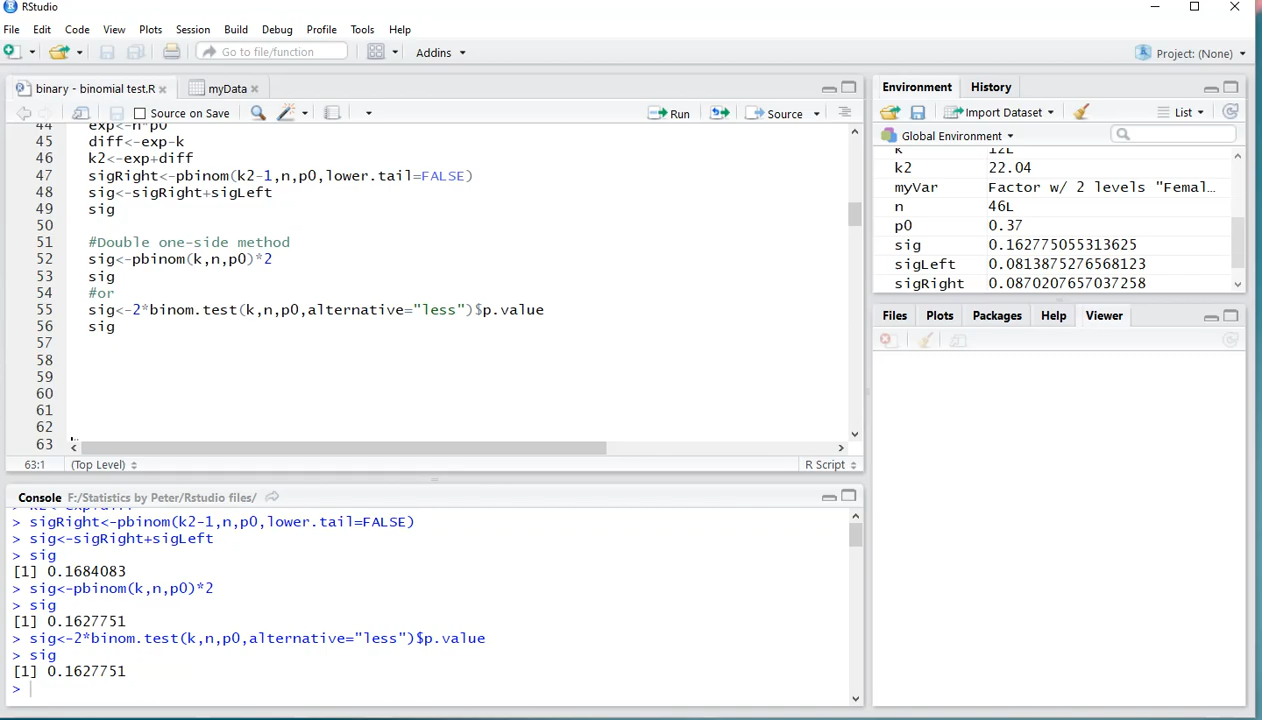 RStudio
File Edit Code View Plots Session Build Debug Profile Tools Help
Go to file/function Addins Project: (None)
binary - binomial test.R myData
Source on Save Run Source
44 exp<-n*p0
45 diff<-exp-k
46 k2<-exp+diff
47 sigRight<-pbinom(k2-1,n,p0,lower.tail=FALSE)
48 sig<-sigRight+sigLeft
49 sig
50
51 #Double one-side method
52 sig<-pbinom(k,n,p0)*2
53 sig
54 #or
55 sig<-2*binom.test(k,n,p0,alternative="less")$p.value
56 sig
57
58
59
60
61
62
63
63:1 (Top Level) R Script
Console F:/Statistics by Peter/Rstudio files/
> k2<-exp+diff
> sigRight<-pbinom(k2-1,n,p0,lower.tail=FALSE)
> sig<-sigRight+sigLeft
> sig
[1] 0.1684083
> sig<-pbinom(k,n,p0)*2
> sig
[1] 0.1627751
> sig<-2*binom.test(k,n,p0,alternative="less")$p.value
> sig
[1] 0.1627751
>
Environment History
Import Dataset List
Global Environment
k 12L
k2 22.04
myVar Factor w/ 2 levels "Femal…
n 46L
p0 0.37
sig 0.162775055313625
sigLeft 0.0813875276568123
sigRight 0.0870207657037258
Files Plots Packages Help Viewer